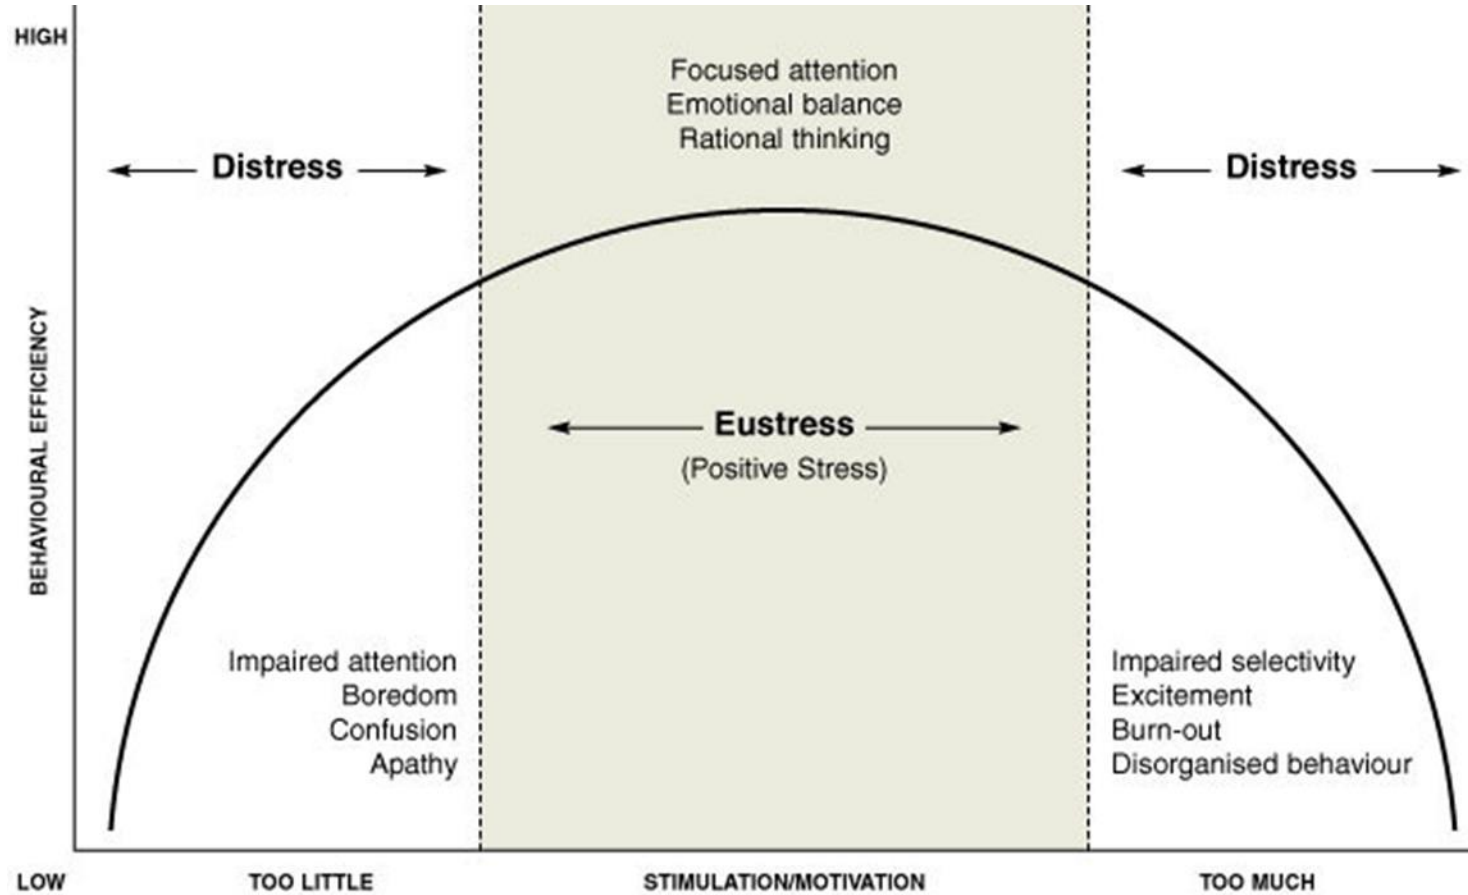 HIGH
Focused attention
Emotional balance
Rational thinking
Distress
Distress
BEHAVIOURAL EFFICIENCY
Eustress
(Positive Stress)
Impaired attention
Boredom
Confusion
Apathy
Impaired selectivity
Excitement
Burn-out
Disorganised behaviour
LOW
TOO LITTLE
STIMULATION/MOTIVATION
TOO MUCH